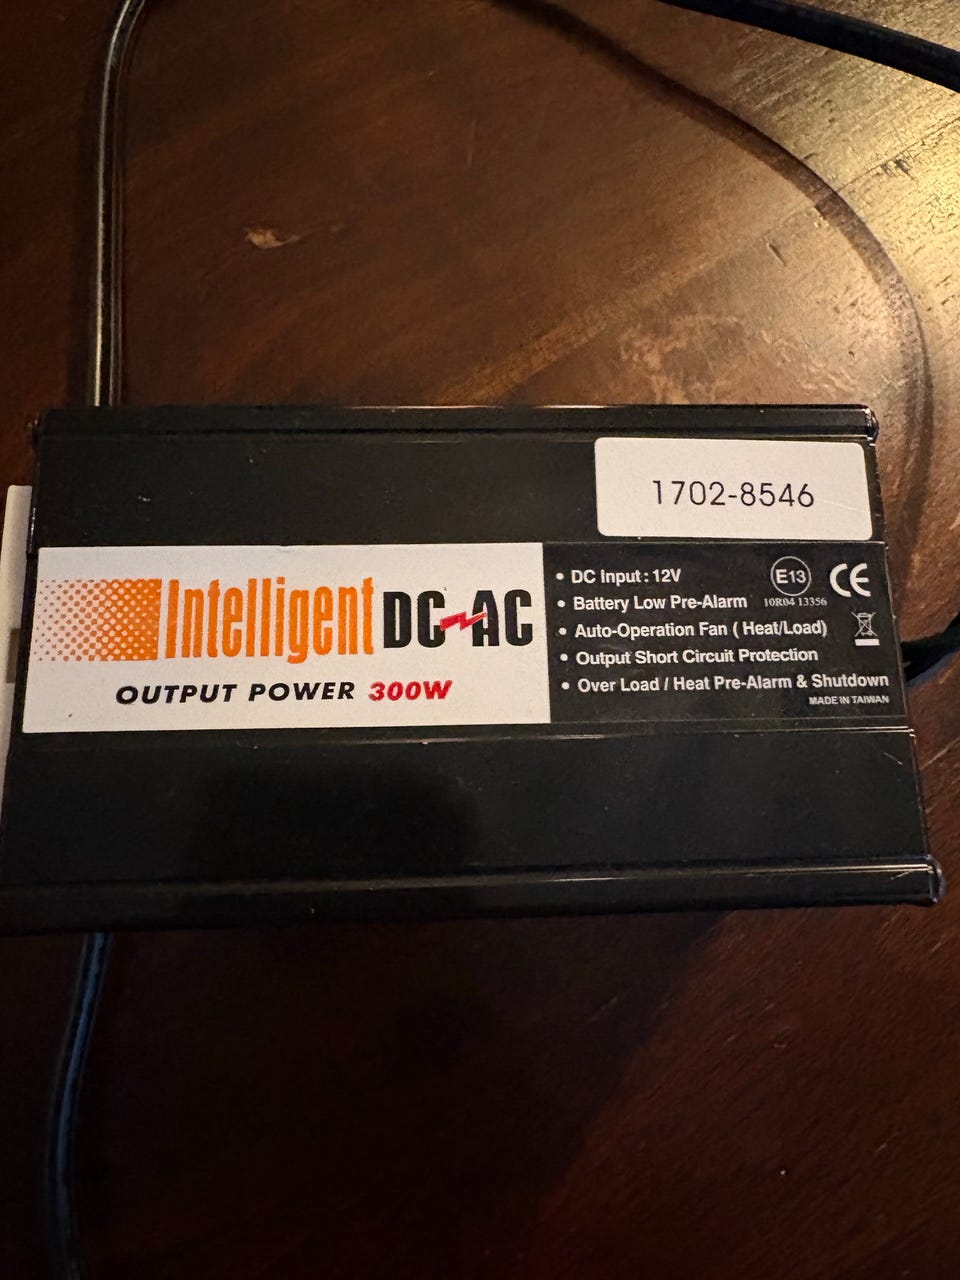 1702-8546
Intelligent DC AC
OUTPUT POWER 300W
• DC Input : 12V
• Battery Low Pre-Alarm
• Auto-Operation Fan ( Heat/Load)
• Output Short Circuit Protection
• Over Load / Heat Pre-Alarm & Shutdown
E13
10R04 13356
CE
MADE IN TAIWAN